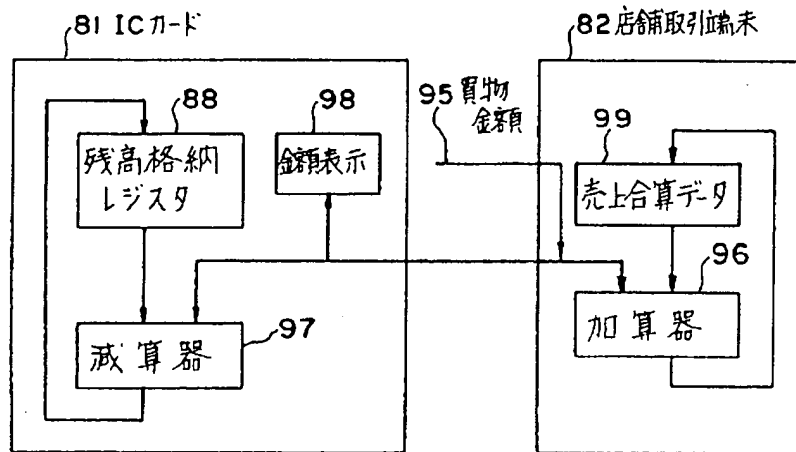 81 ICカード
82 店舗取引端末
88
98
95 買物
金額
99
残高格納
レジスタ
金額表示
売上合算データ
96
97
減算器
加算器